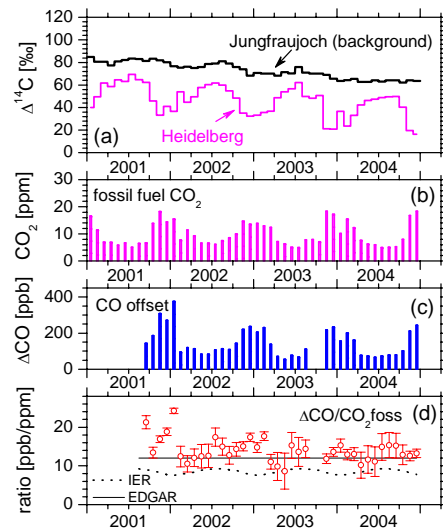 120
100
80
60
40
20
0
Δ¹⁴C [‰]
Jungfraujoch (background)
Heidelberg
(a)
2001 2002 2003 2004
30
20
10
0
CO₂ [ppm]
fossil fuel CO₂
(b)
2001 2002 2003 2004
400
200
0
ΔCO [ppb]
CO offset
(c)
2001 2002 2003 2004
20
10
0
ratio [ppb/ppm]
ΔCO/CO₂foss
(d)
IER
EDGAR
2001 2002 2003 2004